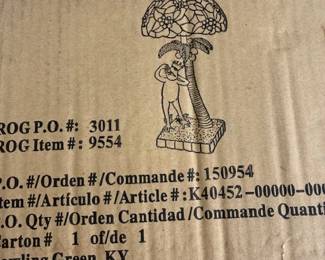 ROG P.O.#: 3011
ROG Item#: 9554
P.O.#/Orden#/Commande#: 150954
Item#/Artículo#/Article#: K40452-00000-000
P.O. Qty#/Orden Cantidad/Commande Quanti
Carton# 1 of/de 1
Bowling Green, KY